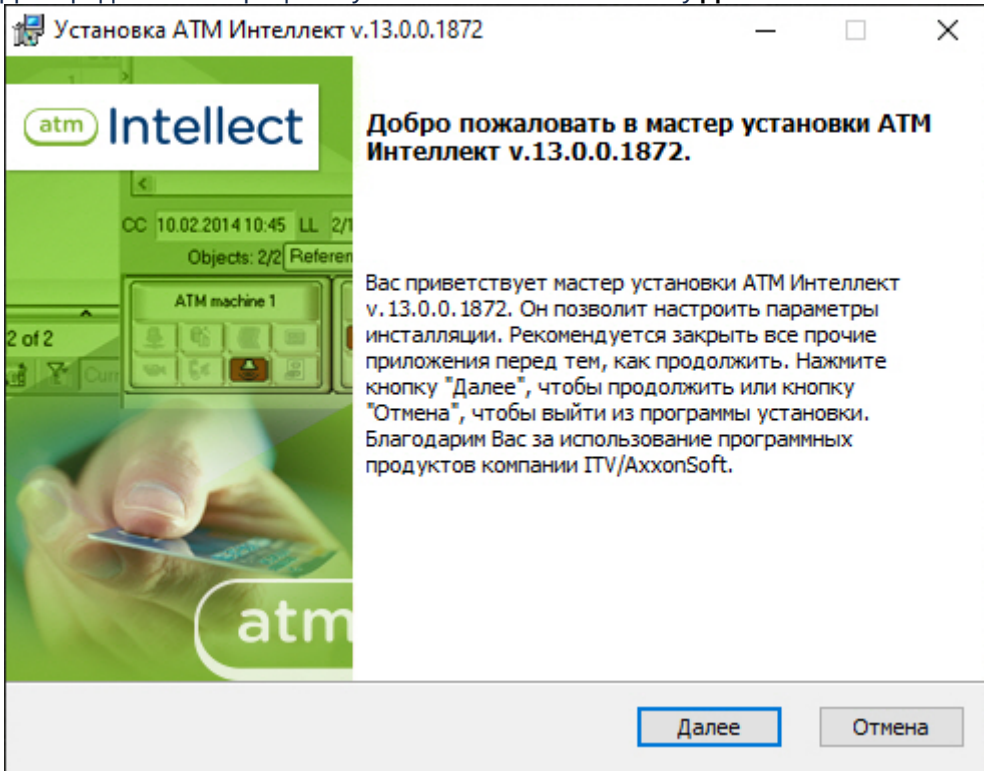 Установка АТМ Интеллект v.13.0.0.1872
atm Intellect
Добро пожаловать в мастер установки АТМ
Интеллект v.13.0.0.1872.
CC 10.02.2014 10:45 LL 2/1
Objects: 2/2 Referen
ATM machine 1
2 of 2
Curr
Вас приветствует мастер установки АТМ Интеллект
v.13.0.0.1872. Он позволит настроить параметры
инсталляции. Рекомендуется закрыть все прочие
приложения перед тем, как продолжить. Нажмите
кнопку "Далее", чтобы продолжить или кнопку
"Отмена", чтобы выйти из программы установки.
Благодарим Вас за использование программных
продуктов компании ITV/AxxonSoft.
atm
Далее
Отмена